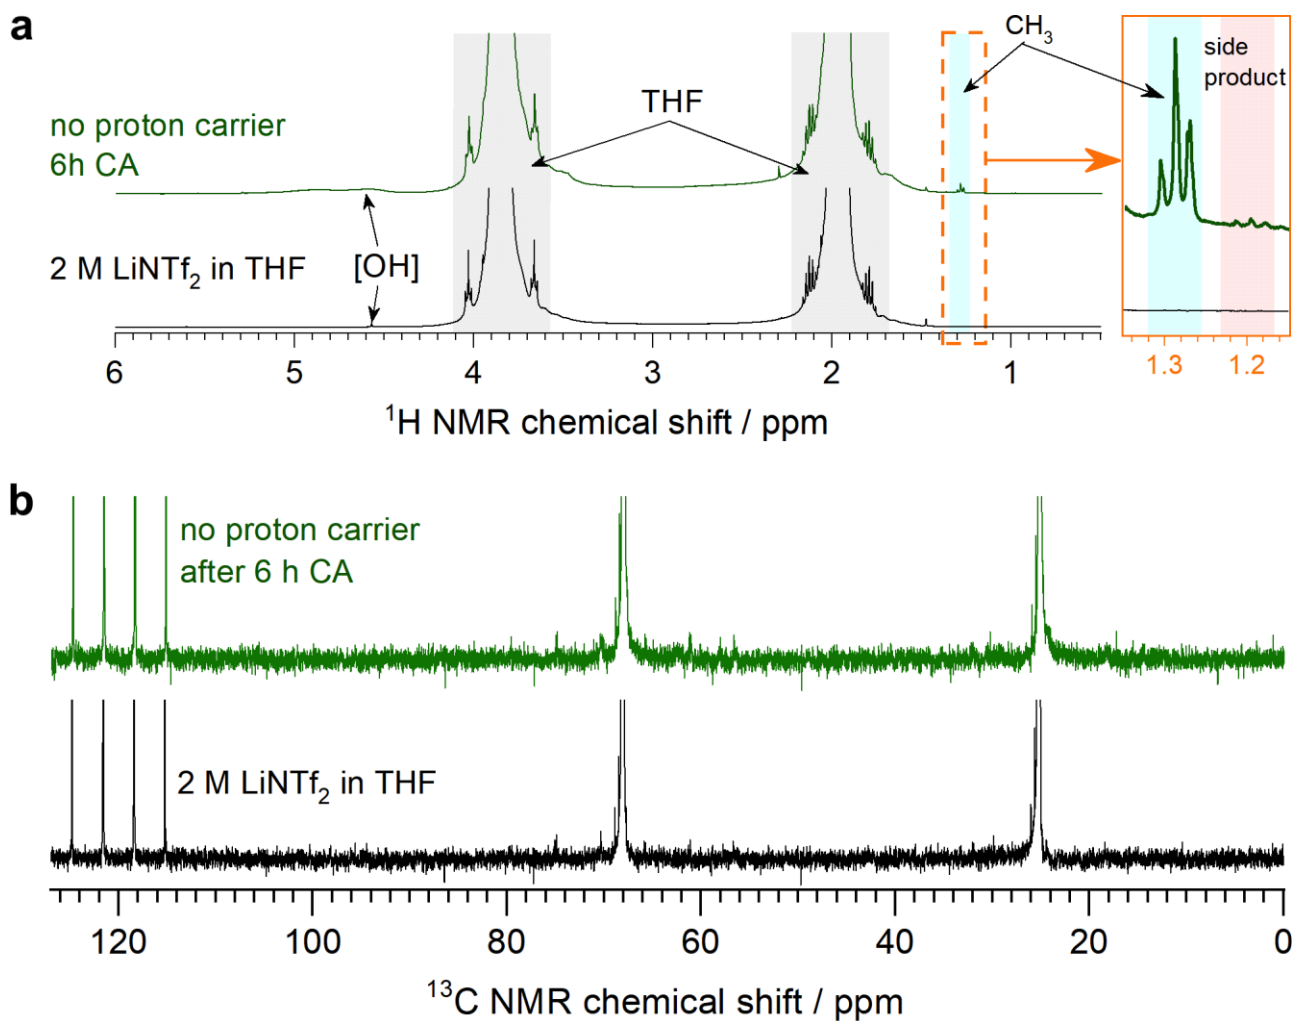 a
CH₃
side
product
THF
no proton carrier
6h CA
2 M LiNTf₂ in THF
[OH]
6 5 4 3 2 1
1.3 1.2
¹H NMR chemical shift / ppm
b
no proton carrier
after 6 h CA
2 M LiNTf₂ in THF
120 100 80 60 40 20 0
¹³C NMR chemical shift / ppm